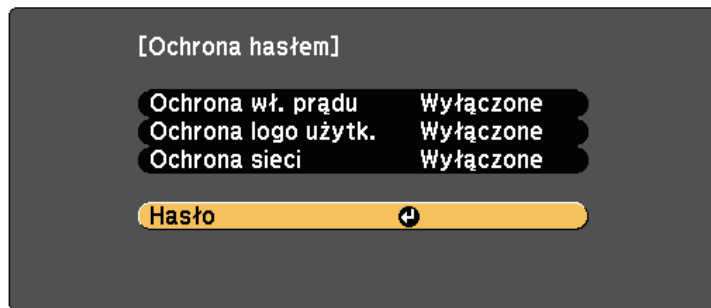 [Ochrona hasłem]
Ochrona wł. prądu Wyłączone
Ochrona logo użytk. Wyłączone
Ochrona sieci Wyłączone
Hasło